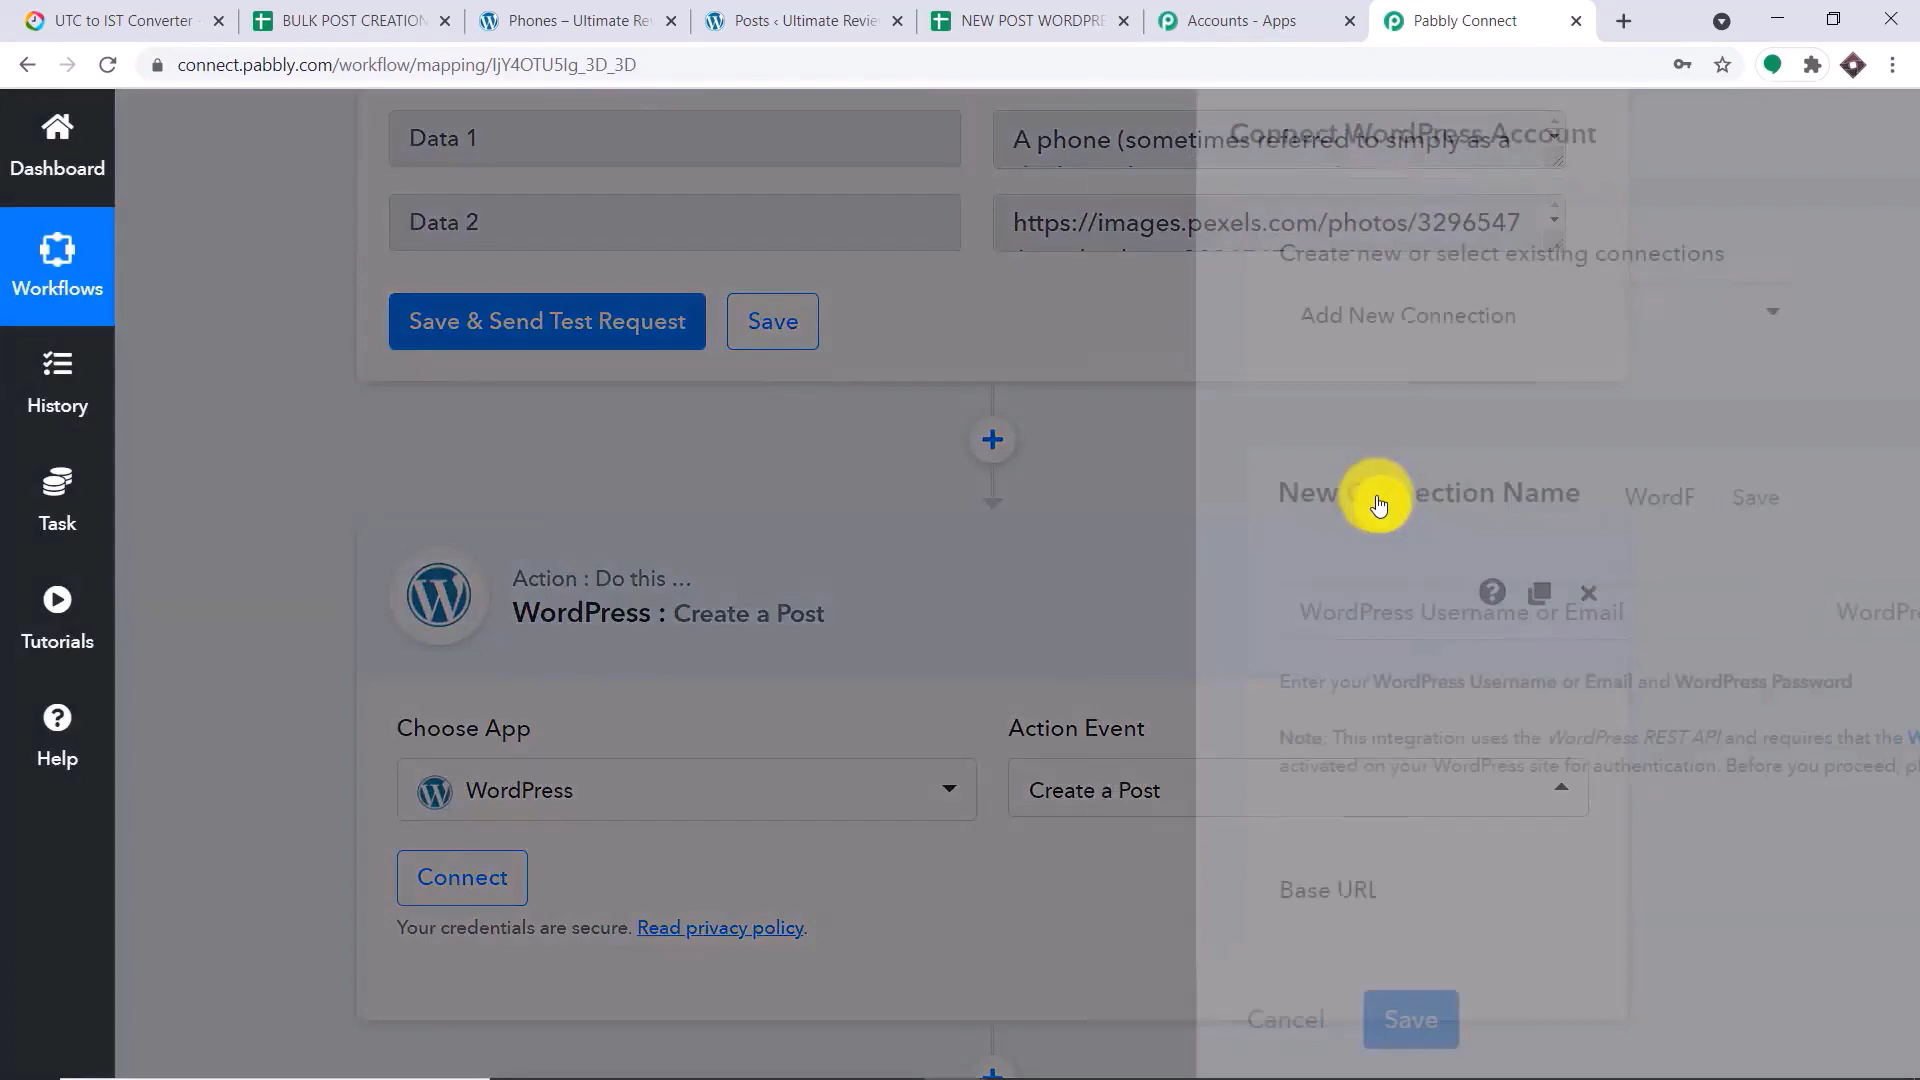 UTC to IST Converter
BULK POST CREATION
Phones – Ultimate Re
Posts ‹ Ultimate Revie
NEW POST WORDPRE
Accounts - Apps
Pabbly Connect
connect.pabbly.com/workflow/mapping/IjY4OTU5Ig_3D_3D
Dashboard
Workflows
History
Task
Tutorials
Help
Data 1
A phone (sometimes referred to simply as a
Data 2
https://images.pexels.com/photos/3296547
Save & Send Test Request
Save
Action : Do this ...
WordPress : Create a Post
Choose App
Action Event
WordPress
Create a Post
Connect
Your credentials are secure. Read privacy policy.
Connect WordPress Account
Create new or select existing connections
Add New Connection
New ection Name
WordF
Save
WordPress Username or Email
WordPre
Enter your WordPress Username or Email and WordPress Password
Note: This integration uses the WordPress REST API and requires that the W
activated on your WordPress site for authentication. Before you proceed, pl
Base URL
Cancel
Save